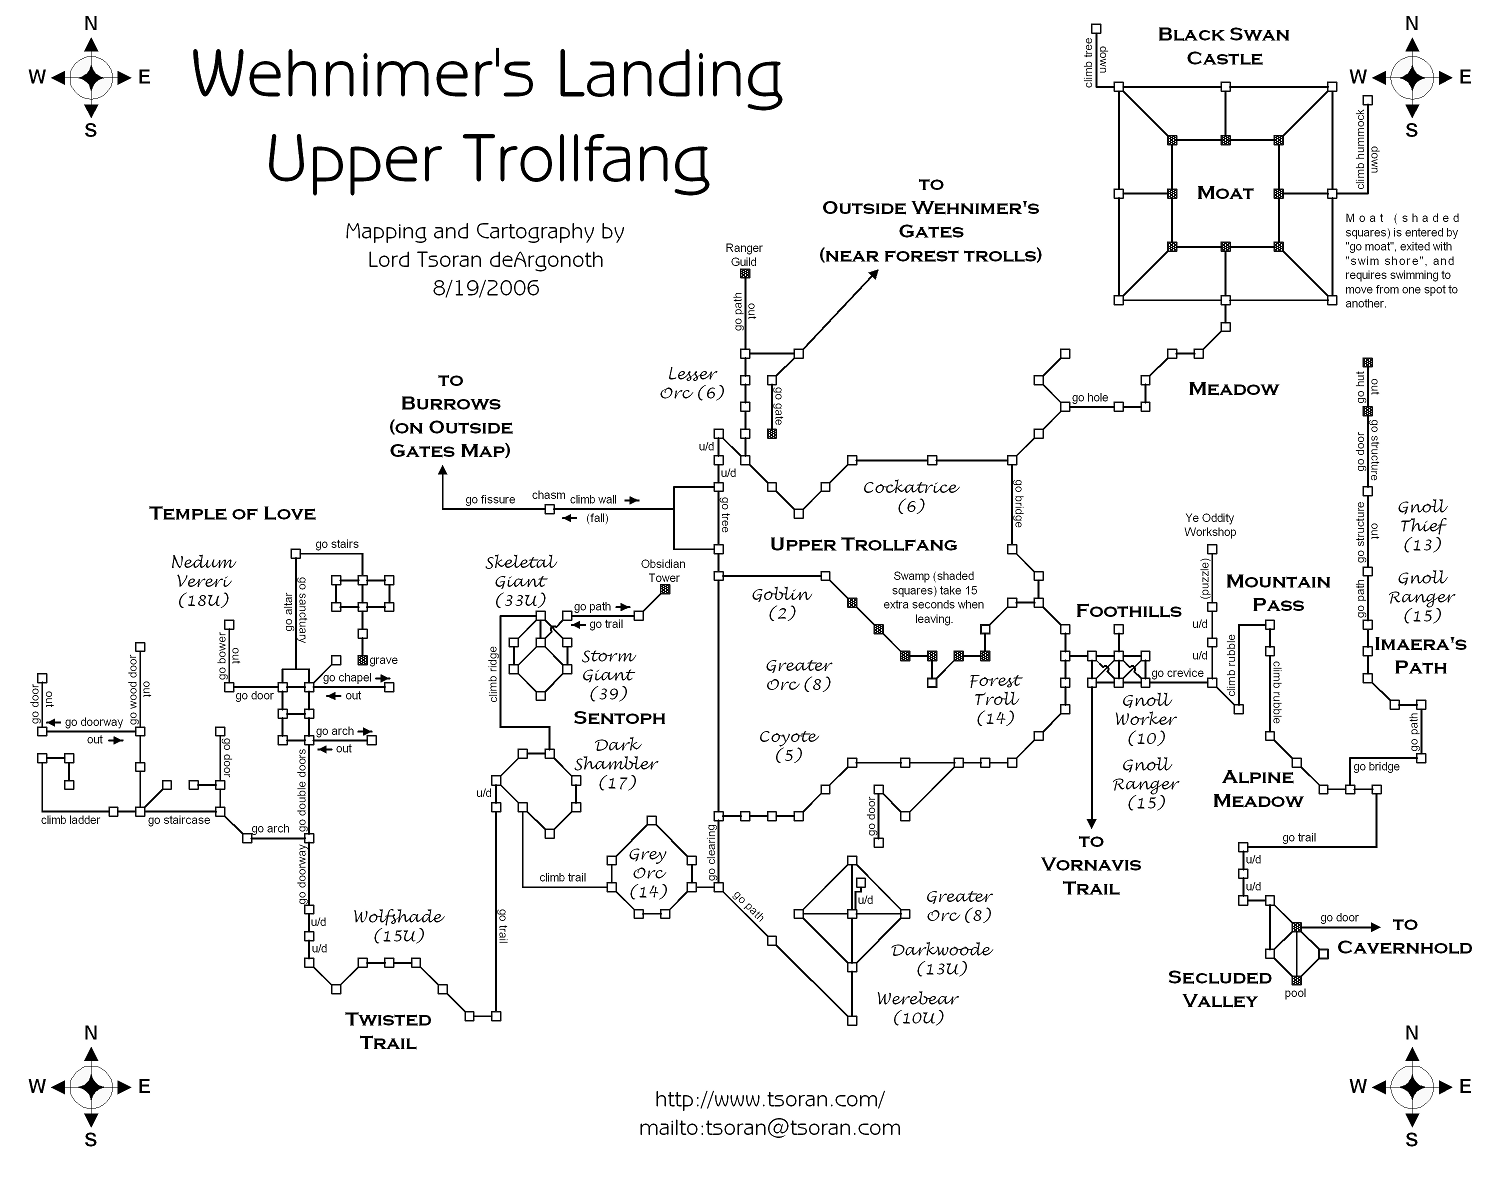 N
W E
S
Wehnimer's Landing
Upper Trollfang
Mapping and Cartography by
Lord Tsoran deArgonoth
8/19/2006
climb tree
down
BLACK SWAN
CASTLE
N
W E
S
MOAT
climb hummock
down
Moat (shaded
squares) is entered by
"go moat", exited with
"swim shore", and
requires swimming to
move from one spot to
another.
TO
OUTSIDE WEHNIMER'S
GATES
(NEAR FOREST TROLLS)
Ranger
Guild
go path
out
Lesser
Orc (6)
go gate
TO
BURROWS
(ON OUTSIDE
GATES MAP)
u/d
u/d
go tree
go fissure
chasm
climb wall
(fall)
Cockatrice
(6)
go hole
MEADOW
go bridge
go hut
out
go door
go structure
go structure
out
go path
Gnoll
Thief
(13)
Gnoll
Ranger
(15)
IMAERA'S
PATH
go path
go bridge
TEMPLE OF LOVE
go stairs
Nedum
Vereri
(18U)
go altar
go sanctuary
grave
go bower
out
go door
go chapel
out
go arch
out
go wood door
out
go door
out
go doorway
out
go door
climb ladder
go staircase
go arch
go double doors
go doorway
u/d
u/d
Wolfshade
(15U)
TWISTED
TRAIL
Skeletal
Giant
(33U)
Obsidian
Tower
go path
go trail
Storm
Giant
(39)
climb ridge
SENTOPH
Dark
Shambler
(17)
u/d
go trail
climb trail
Grey
Orc
(14)
UPPER TROLLFANG
Goblin
(2)
Swamp (shaded
squares) take 15
extra seconds when
leaving.
Greater
Orc (8)
Forest
Troll
(14)
Coyote
(5)
go clearing
go path
go door
u/d
Greater
Orc (8)
Darkwoode
(13U)
Werebear
(10U)
FOOTHILLS
Ye Oddity
Workshop
(puzzle)
u/d
u/d
go crevice
Gnoll
Worker
(10)
Gnoll
Ranger
(15)
TO
VORNAVIS
TRAIL
MOUNTAIN
PASS
climb rubble
climb rubble
ALPINE
MEADOW
go trail
u/d
u/d
go door
TO
CAVERNHOLD
SECLUDED
VALLEY
pool
N
W E
S
http://www.tsoran.com/
mailto:tsoran@tsoran.com
N
W E
S